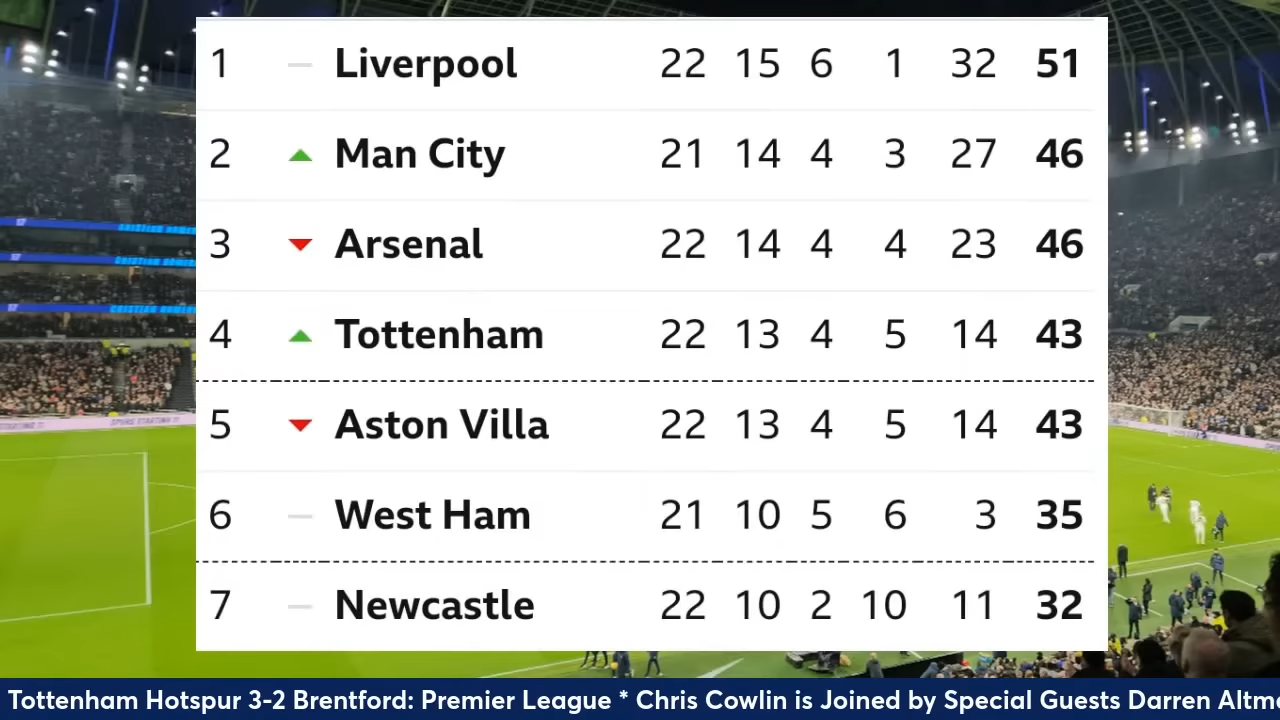 1 Liverpool 22 15 6 1 32 51
2 Man City 21 14 4 3 27 46
3 Arsenal 22 14 4 4 23 46
4 Tottenham 22 13 4 5 14 43
5 Aston Villa 22 13 4 5 14 43
6 West Ham 21 10 5 6 3 35
7 Newcastle 22 10 2 10 11 32
Tottenham Hotspur 3-2 Brentford: Premier League * Chris Cowlin is Joined by Special Guests Darren Altm